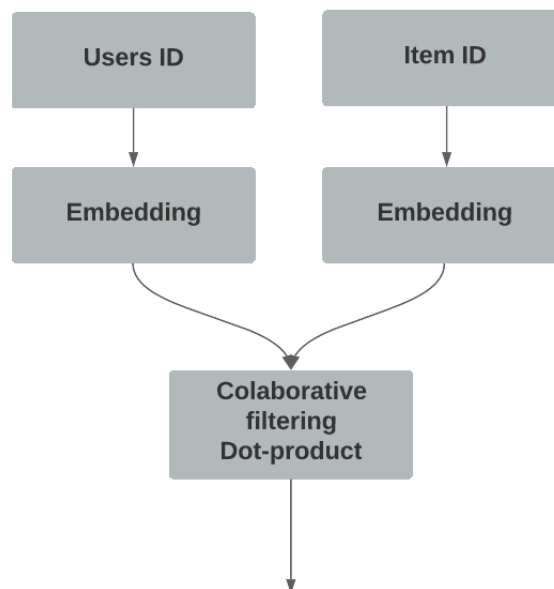 Users ID
Item ID
Embedding
Embedding
Colaborative
filtering
Dot-product